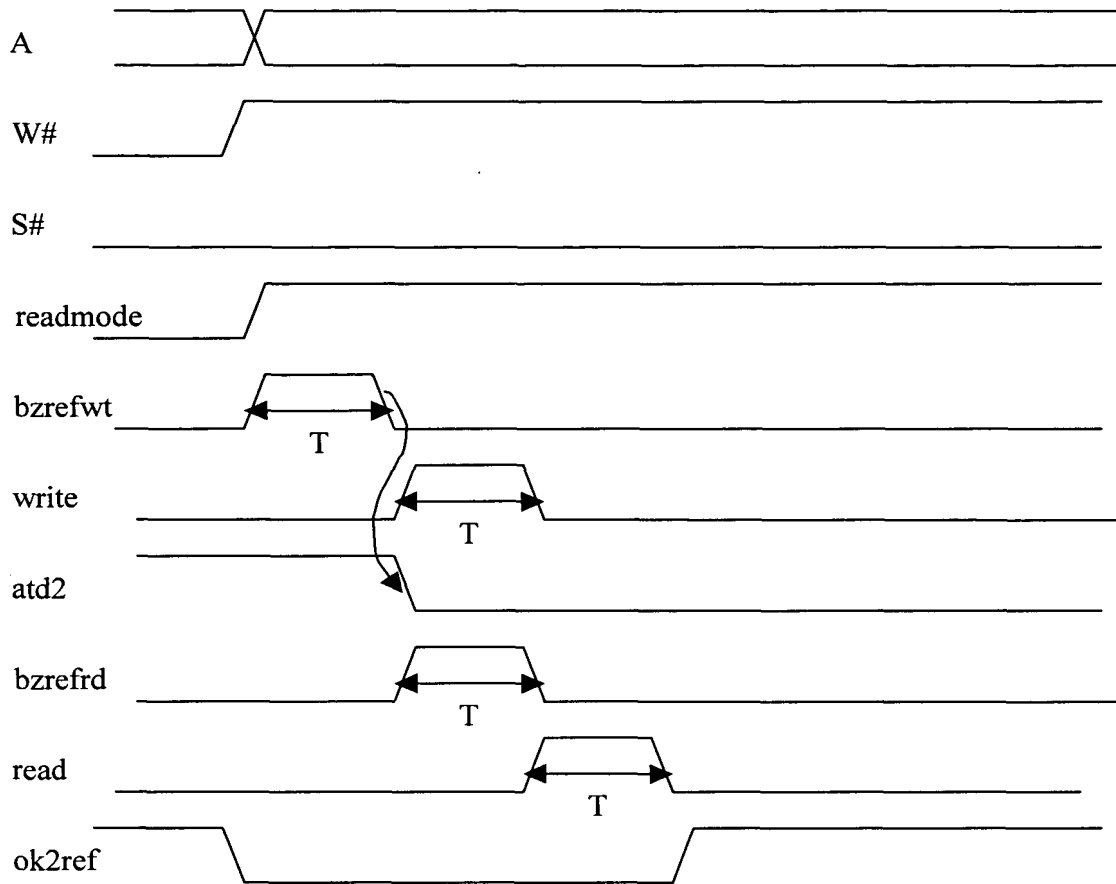 A
W#
S#
readmode
bzrefwt
T
write
T
atd2
bzrefrd
T
read
T
ok2ref